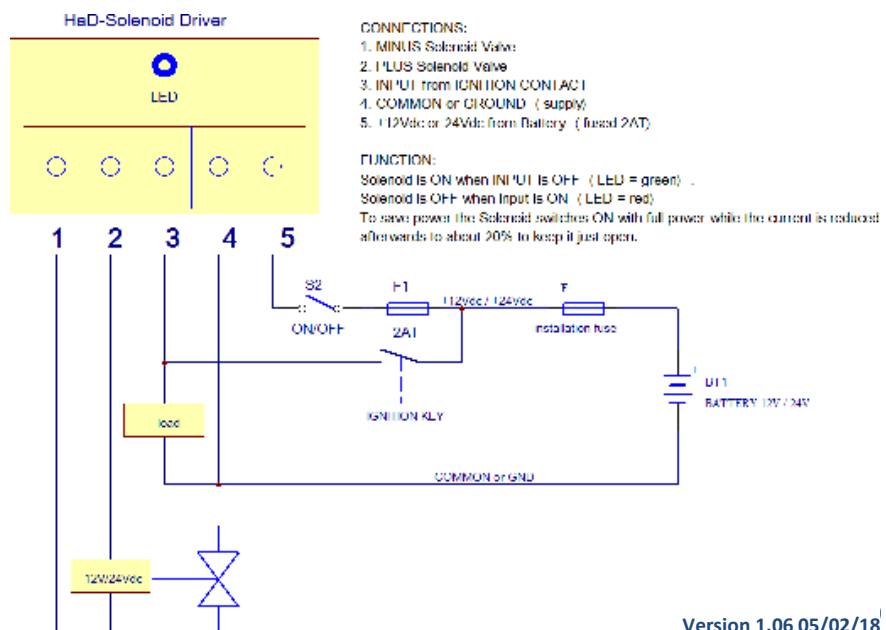 H&D-Solenoid Driver
LED
1 2 3 4 5
CONNECTIONS:
1. MINUS Solenoid Valve
2. PLUS Solenoid Valve
3. INPUT from IGNITION CONTACT
4. COMMON or GROUND ( supply)
5. +12Vdc or 24Vdc from Battery ( fused 2AT)
FUNCTION:
Solenoid is ON when INPUT is OFF ( LED = green) .
Solenoid is OFF when Input is ON ( LED = red)
To save power the Solenoid switches ON with full power while the current is reduced
afterwards to about 20% to keep it just open.
S2
ON/OFF
F1
2AT
+12Vdc / +24Vdc
F
installation fuse
IGNITION KEY
BT1
BATTERY 12V / 24V
+
load
COMMON or GND
12V/24Vdc
Version 1.06 05/02/18